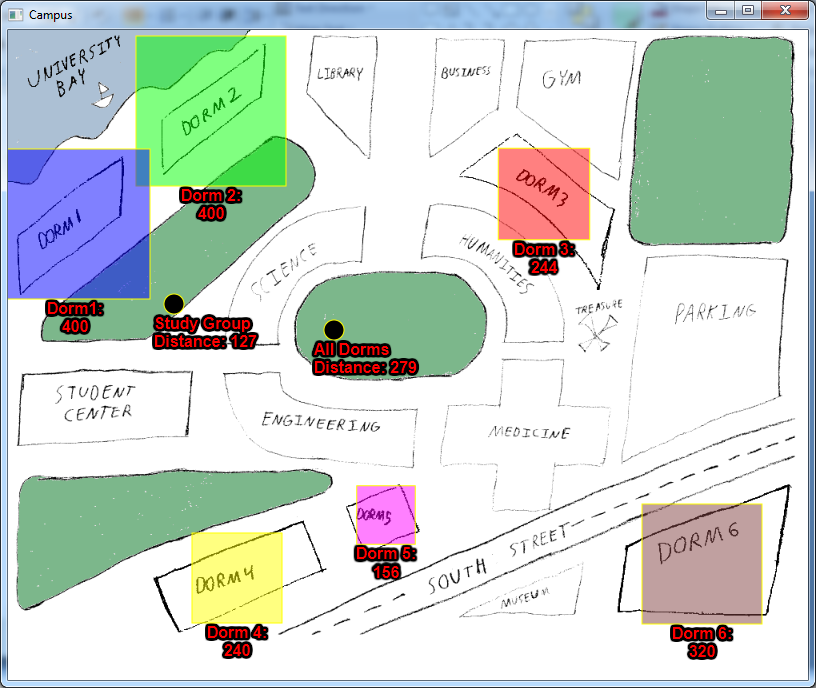 Campus
UNIVERSITY
BAY
DORM 2
LIBRARY
BUSINESS
GYM
DORM 1
Dorm 2:
400
DORM3
Dorm 3:
244
SCIENCE
HUMANITIES
Dorm1:
400
Study Group
Distance: 127
All Dorms
Distance: 279
TREASURE
PARKING
STUDENT
CENTER
ENGINEERING
MEDICINE
DORM5
Dorm 5:
156
DORM4
Dorm 4:
240
SOUTH STREET
MUSEUM
DORM 6
Dorm 6:
320